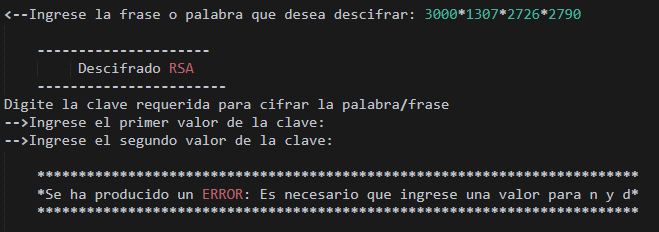 <--Ingrese la frase o palabra que desea descifrar: 3000*1307*2726*2790
---------------------
Descifrado RSA
-----------------------
Digite la clave requerida para cifrar la palabra/frase
-->Ingrese el primer valor de la clave:
-->Ingrese el segundo valor de la clave:
*************************************************************************
*Se ha producido un ERROR: Es necesario que ingrese una valor para n y d*
*************************************************************************